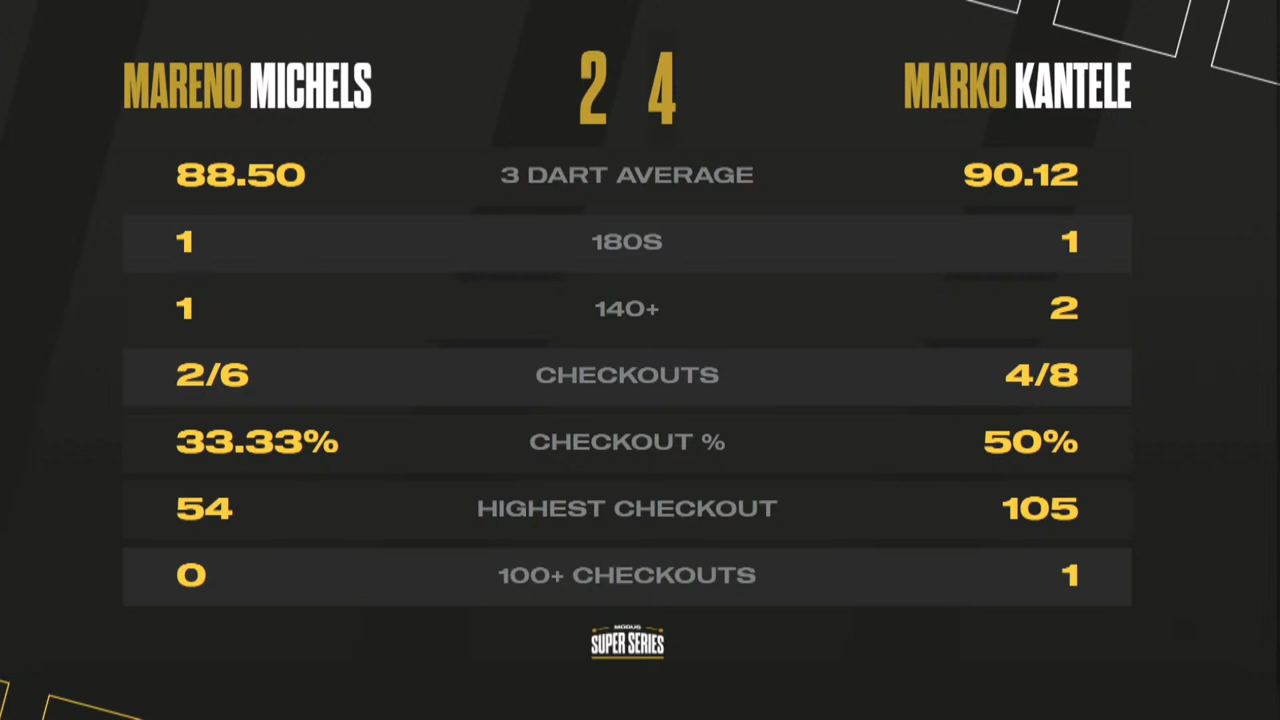 MARENO MICHELS 2 4 MARKO KANTELE
88.50 3 DART AVERAGE 90.12
1 180S 1
1 140+ 2
2/6 CHECKOUTS 4/8
33.33% CHECKOUT % 50%
54 HIGHEST CHECKOUT 105
0 100+ CHECKOUTS 1
MODUS
SUPER SERIES